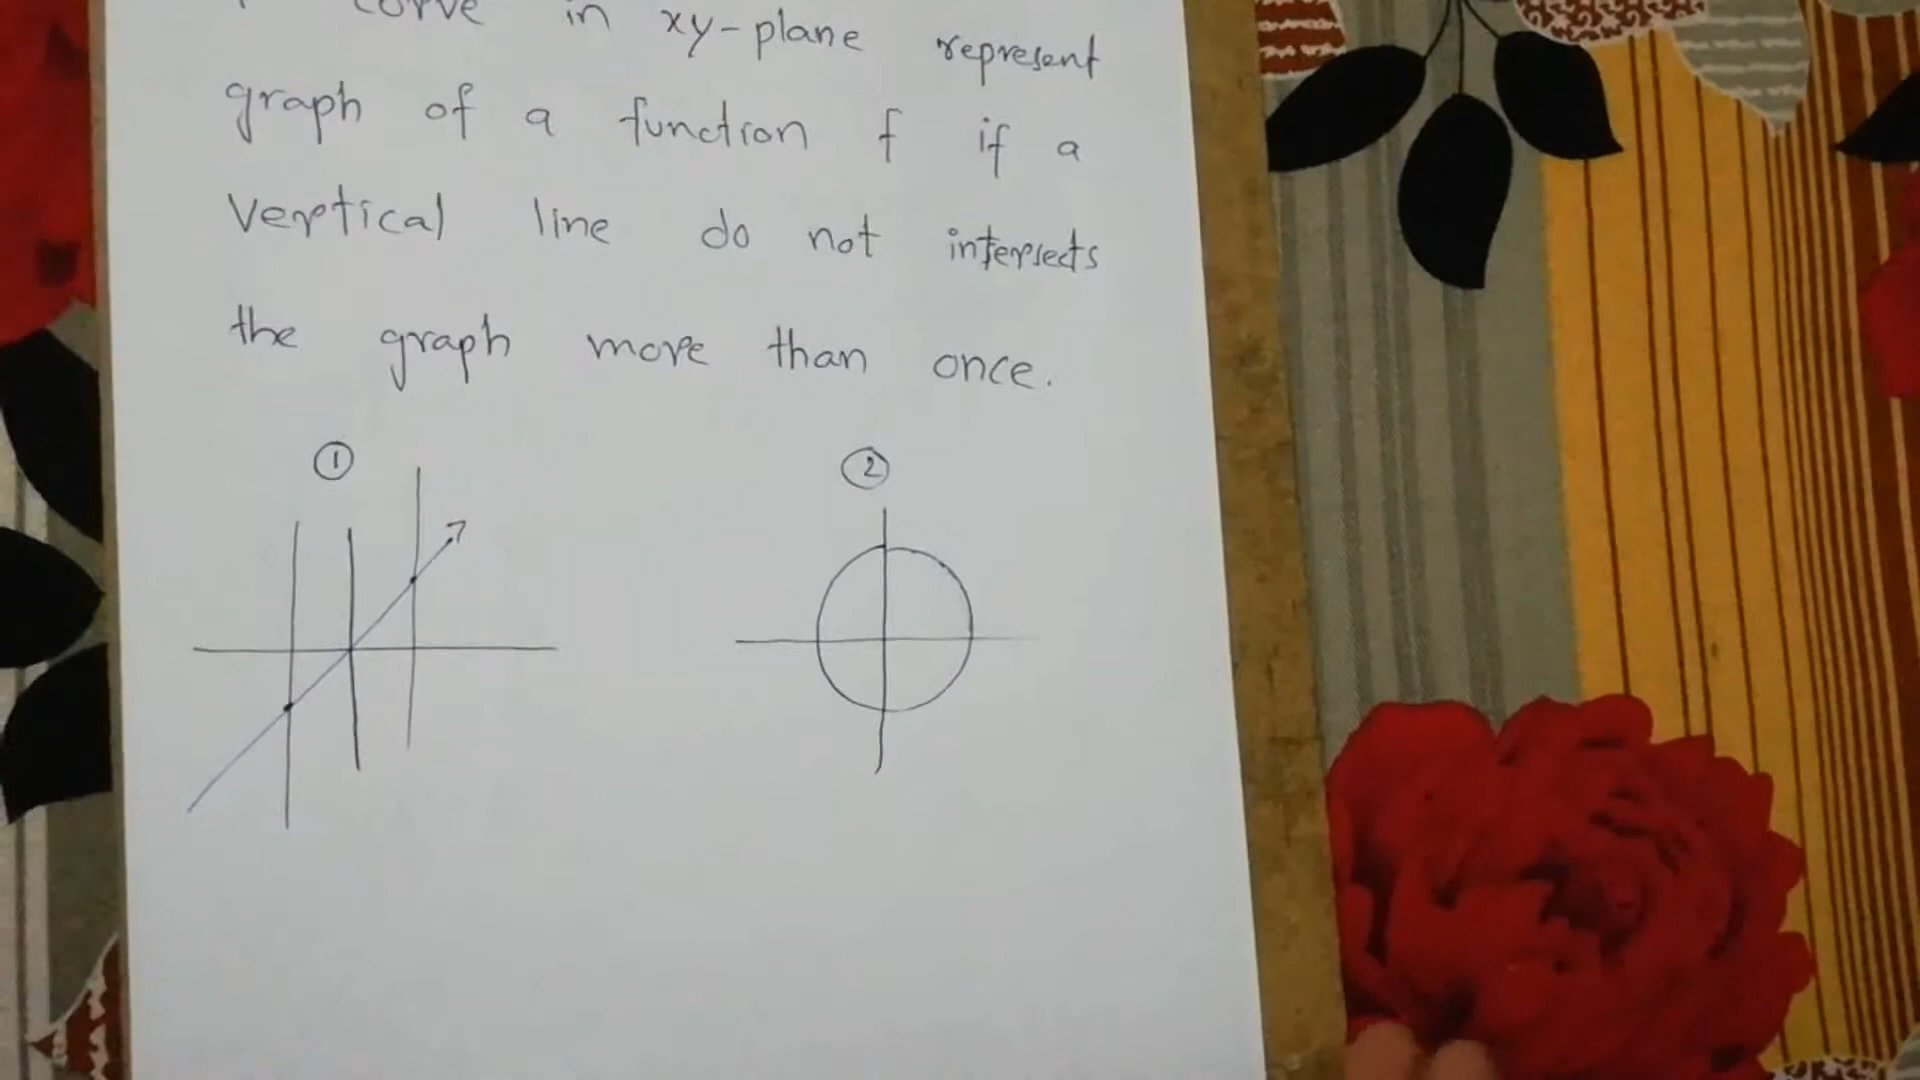 curve in xy-plane represent
graph of a function f if a
Vertical line do not intersects
the graph more than once.
① ②